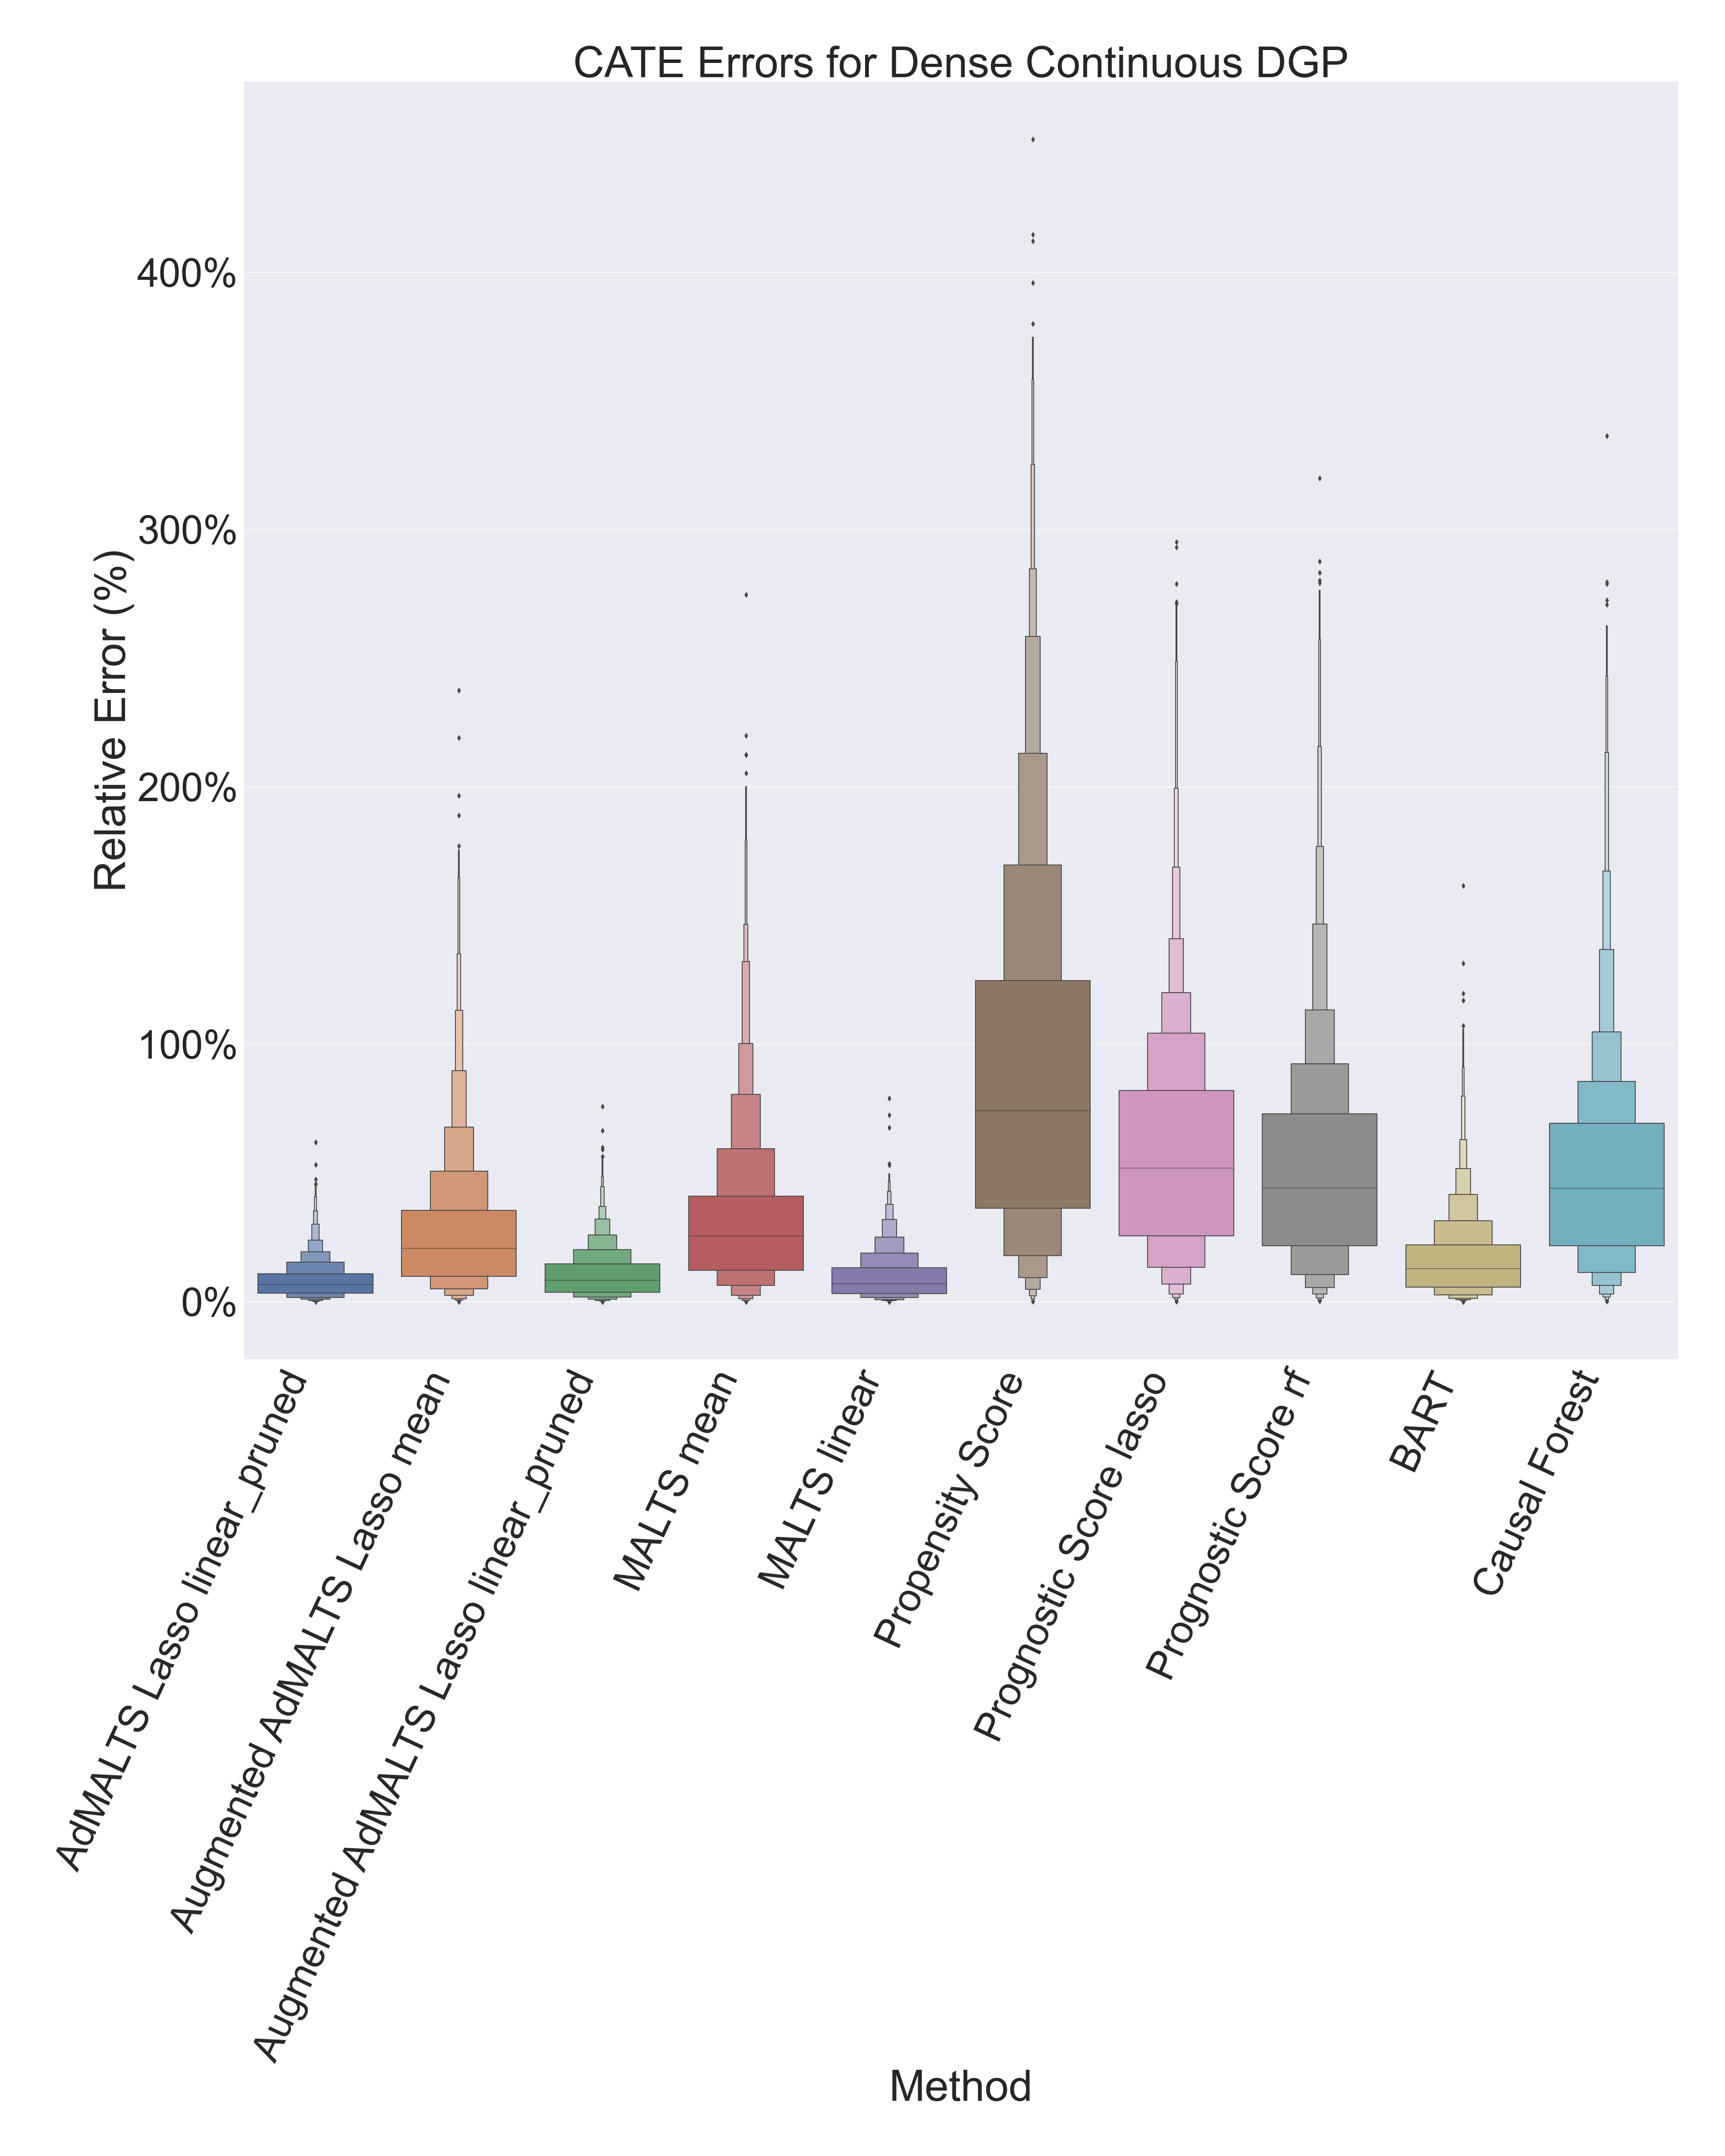 CATE Errors for Dense Continuous DGP
Relative Error (%)
400%
300%
200%
100%
0%
AdMALTS Lasso linear_pruned
Augmented AdMALTS Lasso mean
Augmented AdMALTS Lasso linear_pruned
MALTS mean
MALTS linear
Propensity Score
Prognostic Score lasso
Prognostic Score rf
BART
Causal Forest
Method